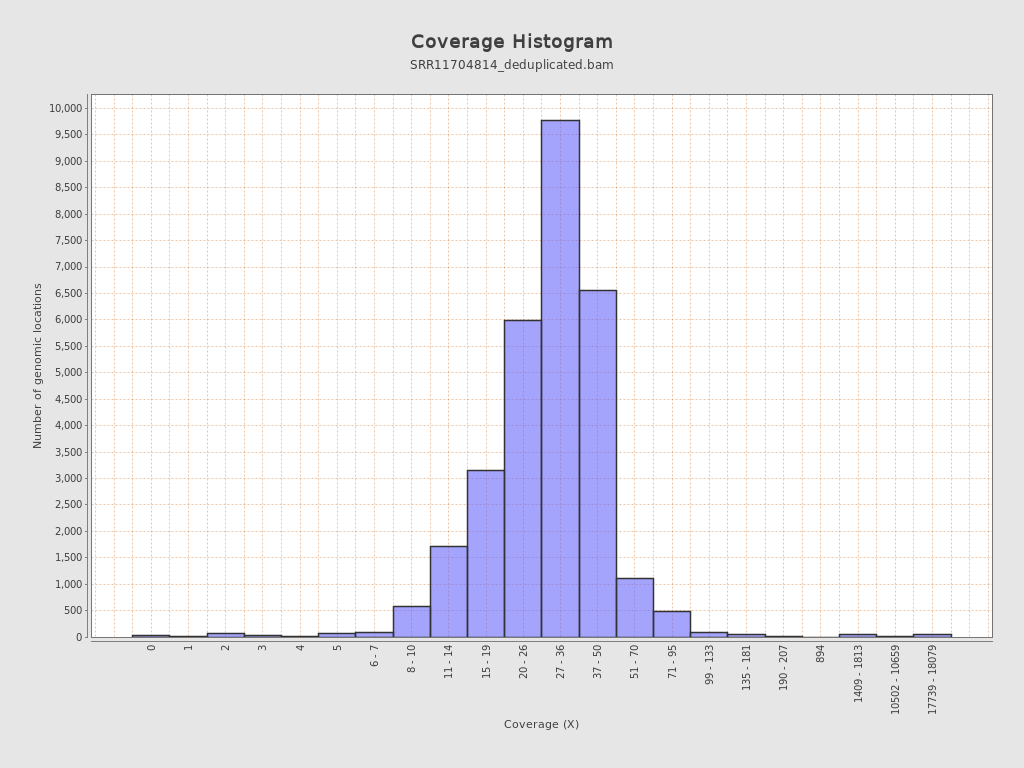 Coverage Histogram
SRR11704814_deduplicated.bam
Number of genomic locations
10,000
9,500
9,000
8,500
8,000
7,500
7,000
6,500
6,000
5,500
5,000
4,500
4,000
3,500
3,000
2,500
2,000
1,500
1,000
500
0
0
1
2
3
4
5
6 - 7
8 - 10
11 - 14
15 - 19
20 - 26
27 - 36
37 - 50
51 - 70
71 - 95
99 - 133
135 - 181
190 - 207
894
1409 - 1813
10502 - 10659
17739 - 18079
Coverage (X)